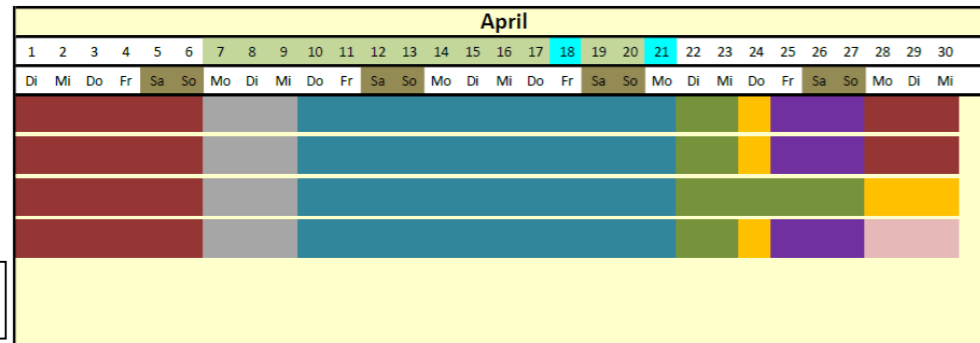 April
1 2 3 4 5 6 7 8 9 10 11 12 13 14 15 16 17 18 19 20 21 22 23 24 25 26 27 28 29 30
Di Mi Do Fr Sa So Mo Di Mi Do Fr Sa So Mo Di Mi Do Fr Sa So Mo Di Mi Do Fr Sa So Mo Di Mi